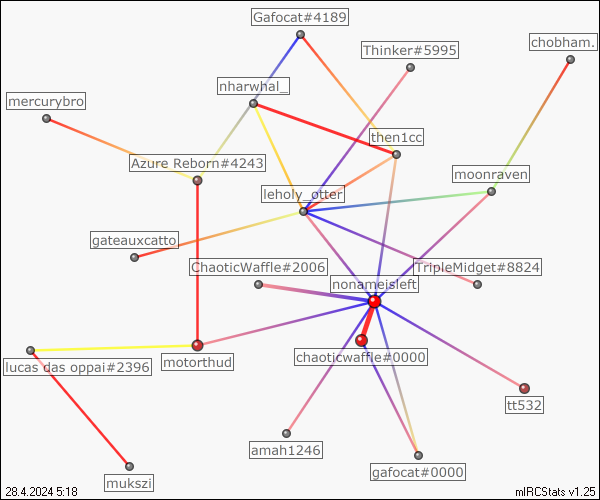 Gafocat#4189
chobham.
Thinker#5995
nharwhal_
mercurybro
then1cc
Azure Reborn#4243
moonraven
leholy_otter
gateauxcatto
ChaoticWaffle#2006
TripleMidget#8824
nonameisleft
chaoticwaffle#0000
motorthud
lucas das oppai#2396
tt532
amah1246
gafocat#0000
mukszi
28.4.2024 5:18
mIRCStats v1.25